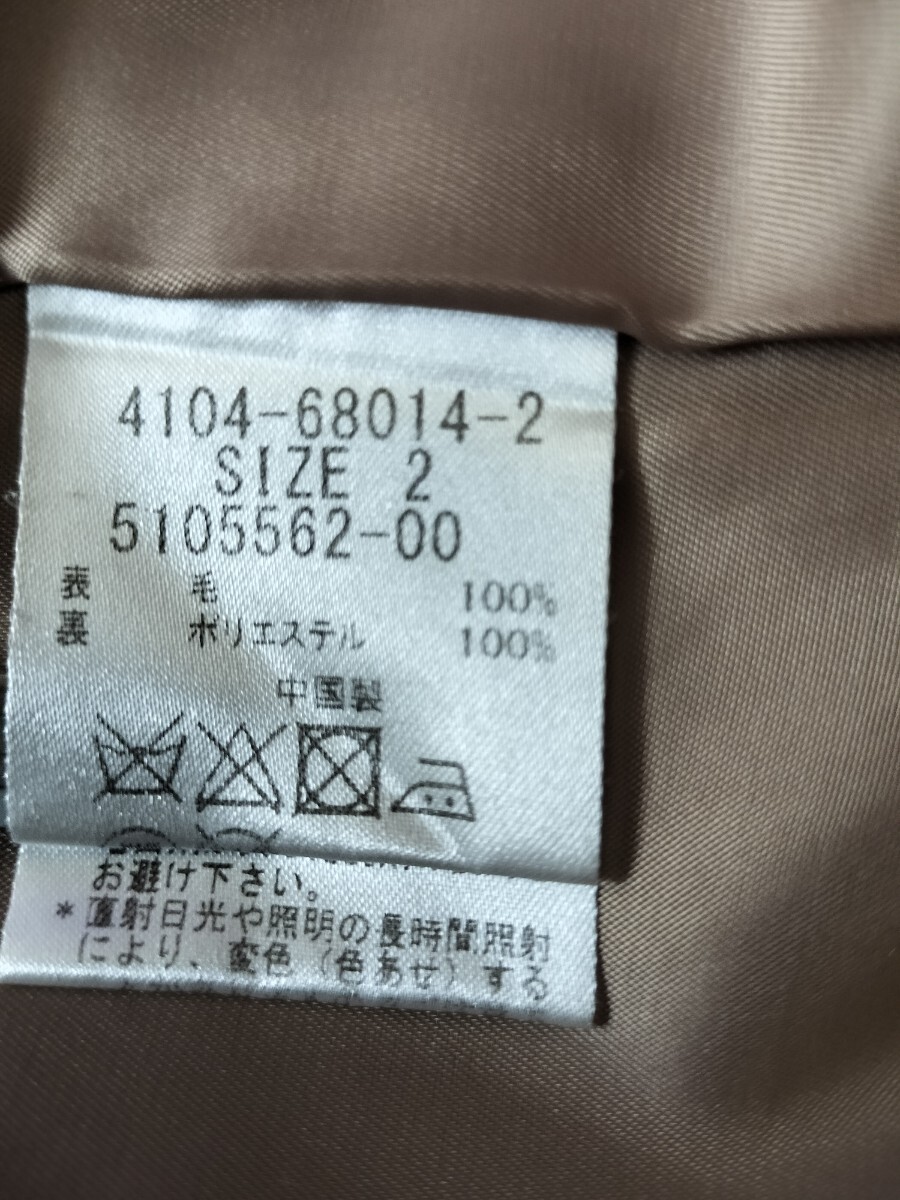 4104-68014-2
SIZE 2
5105562-00
表 毛 100%
裏 ポリエステル 100%
中国製
お避け下さい。
*直射日光や照明の長時間照射
により、変色(色あせ)する